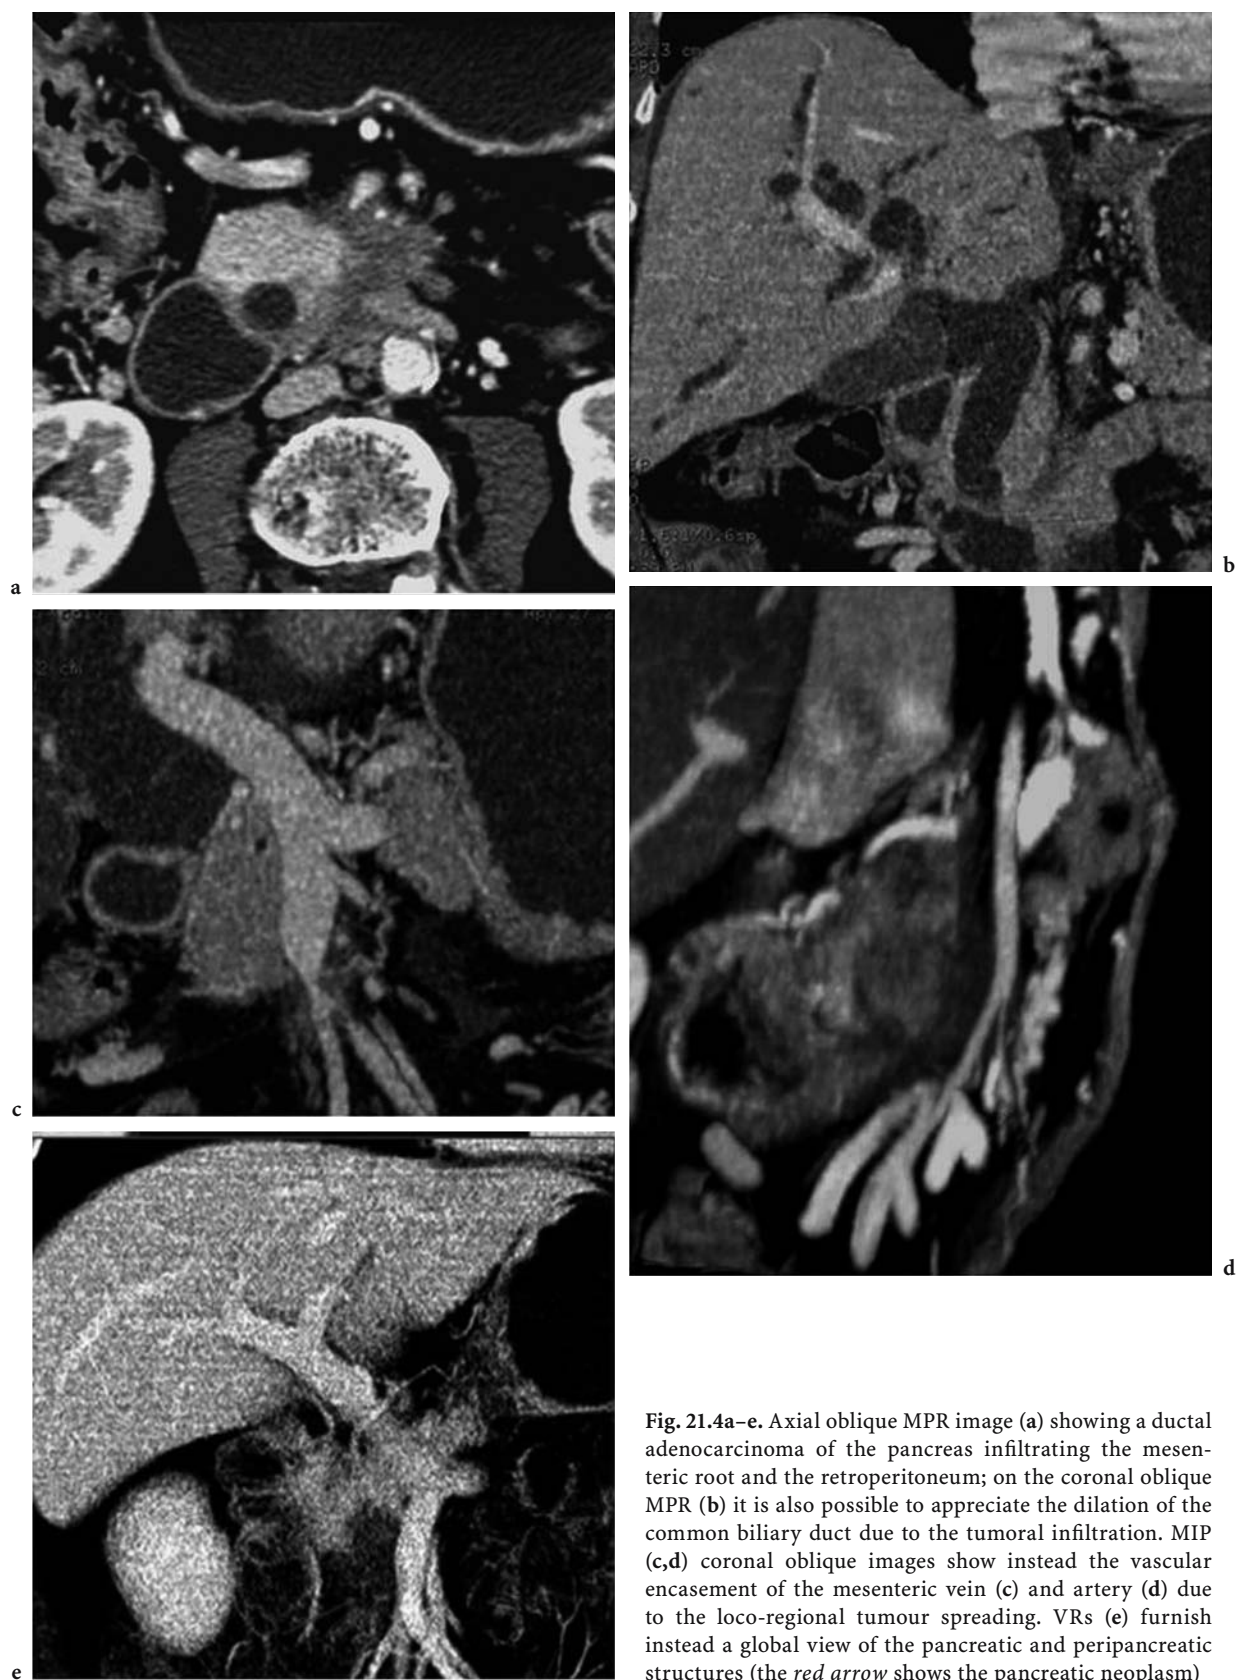 a
b
c
d
e
2 cm
Fig. 21.4a–e. Axial oblique MPR image (a) showing a ductal
adenocarcinoma of the pancreas infiltrating the mesen-
teric root and the retroperitoneum; on the coronal oblique
MPR (b) it is also possible to appreciate the dilation of the
common biliary duct due to the tumoral infiltration. MIP
(c,d) coronal oblique images show instead the vascular
encasement of the mesenteric vein (c) and artery (d) due
to the loco-regional tumour spreading. VRs (e) furnish
instead a global view of the pancreatic and peripancreatic
structures (the red arrow shows the pancreatic neoplasm)